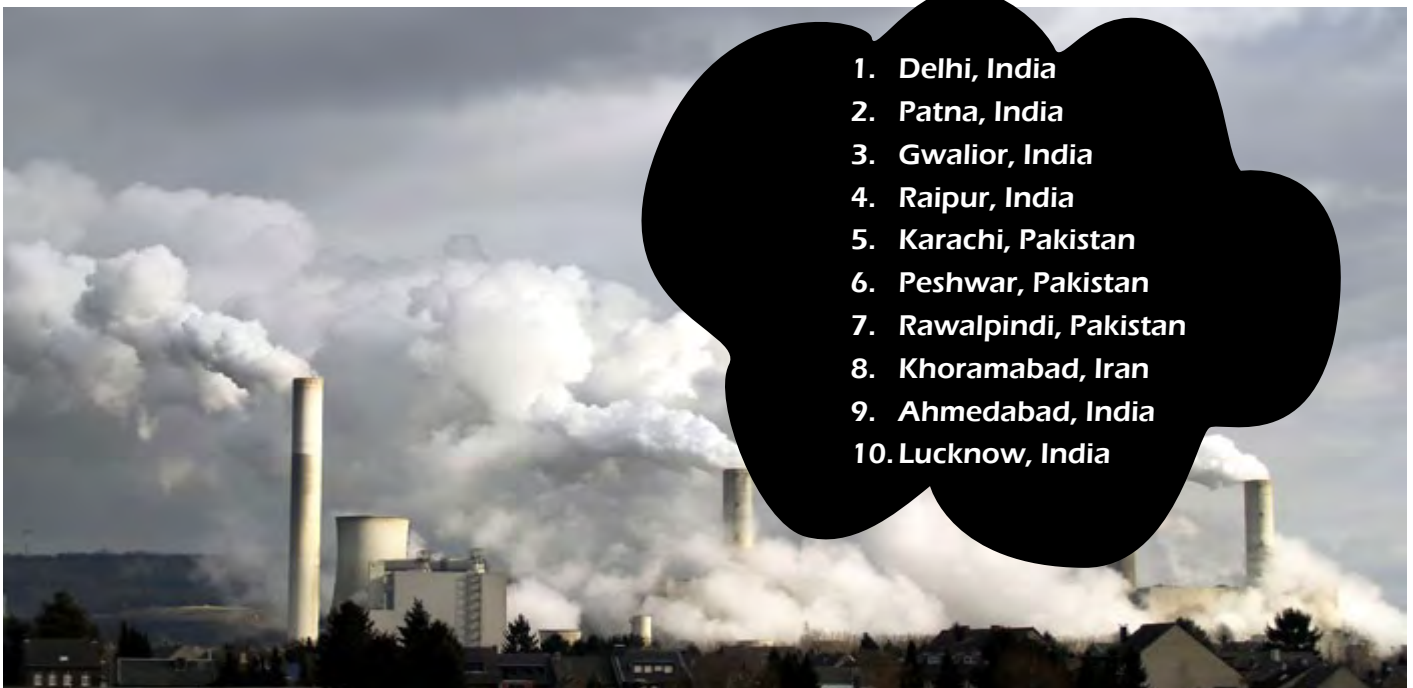 1. Delhi, India
2. Patna, India
3. Gwalior, India
4. Raipur, India
5. Karachi, Pakistan
6. Peshwar, Pakistan
7. Rawalpindi, Pakistan
8. Khoramabad, Iran
9. Ahmedabad, India
10. Lucknow, India